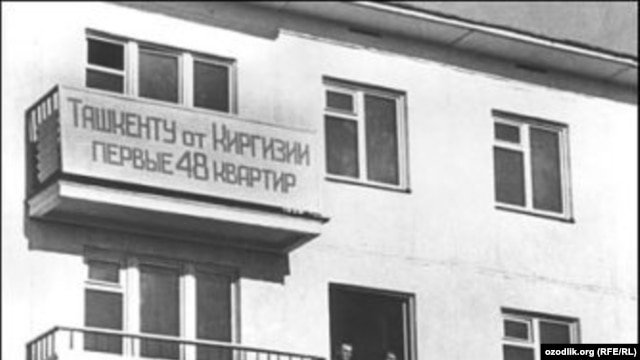 ТАШКЕНТУ от КИРГИЗИИ
ПЕРВЫЕ 48 КВАРТИР
ozodlik.org (RFE/RL)